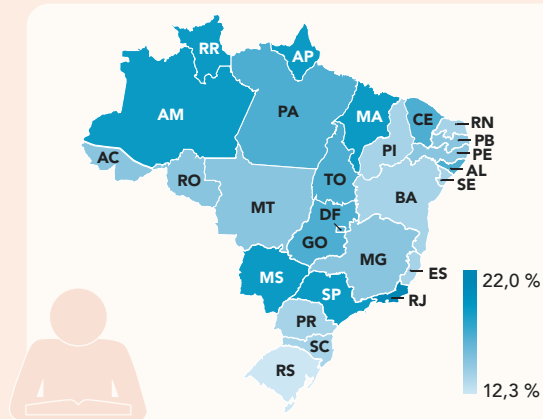 RR
AP
AM
PA
MA
CE
RN
PB
PE
AL
SE
PI
AC
RO
TO
BA
MT
DF
GO
MG
ES
MS
SP
RJ
PR
SC
RS
22,0 %
12,3 %